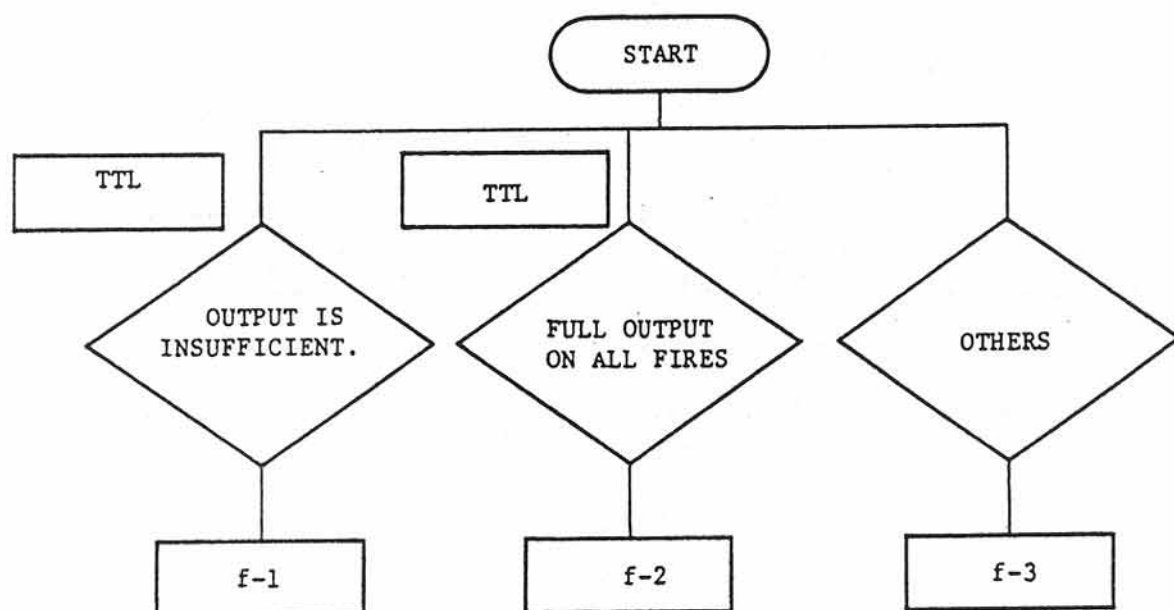 START
TTL
TTL
OUTPUT IS
INSUFFICIENT.
FULL OUTPUT
ON ALL FIRES
OTHERS
f-1
f-2
f-3